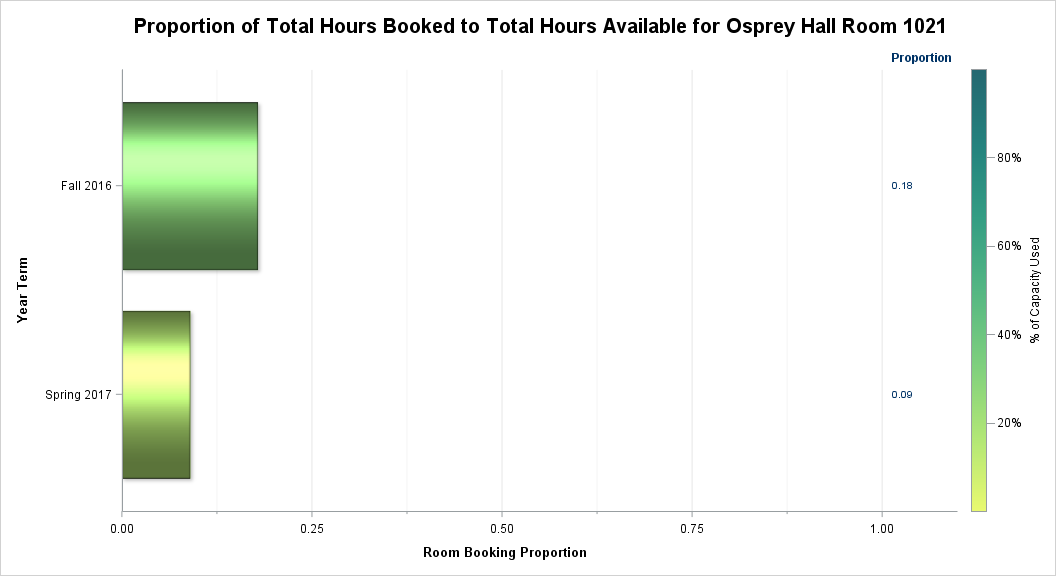 Proportion of Total Hours Booked to Total Hours Available for Osprey Hall Room 1021
Proportion
Fall 2016
0.18
Spring 2017
0.09
Year Term
0.00 0.25 0.50 0.75 1.00
Room Booking Proportion
80%
60%
40%
20%
% of Capacity Used